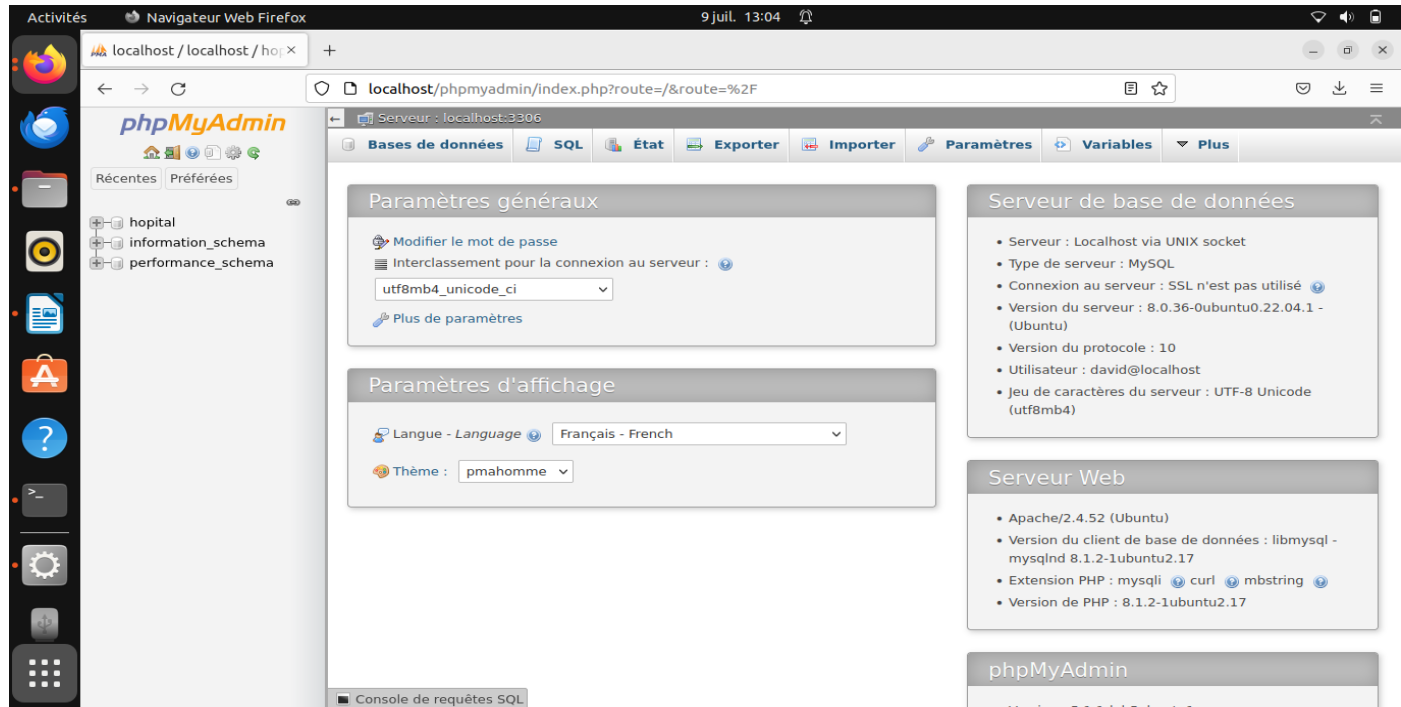 Activités
Navigateur Web Firefox
9 juil. 13:04
localhost / localhost / hop
localhost/phpmyadmin/index.php?route=/&route=%2F
phpMyAdmin
Récentes Préférées
hopital
information_schema
performance_schema
Serveur : localhost:3306
Bases de données SQL État Exporter Importer Paramètres Variables Plus
Paramètres généraux
Modifier le mot de passe
Interclassement pour la connexion au serveur :
utf8mb4_unicode_ci
Plus de paramètres
Paramètres d'affichage
Langue - Language Français - French
Thème : pmahomme
Serveur de base de données
• Serveur : Localhost via UNIX socket
• Type de serveur : MySQL
• Connexion au serveur : SSL n'est pas utilisé
• Version du serveur : 8.0.36-0ubuntu0.22.04.1 -
(Ubuntu)
• Version du protocole : 10
• Utilisateur : david@localhost
• Jeu de caractères du serveur : UTF-8 Unicode
(utf8mb4)
Serveur Web
• Apache/2.4.52 (Ubuntu)
• Version du client de base de données : libmysql -
mysqlnd 8.1.2-1ubuntu2.17
• Extension PHP : mysqli curl mbstring
• Version de PHP : 8.1.2-1ubuntu2.17
phpMyAdmin
Console de requêtes SQL